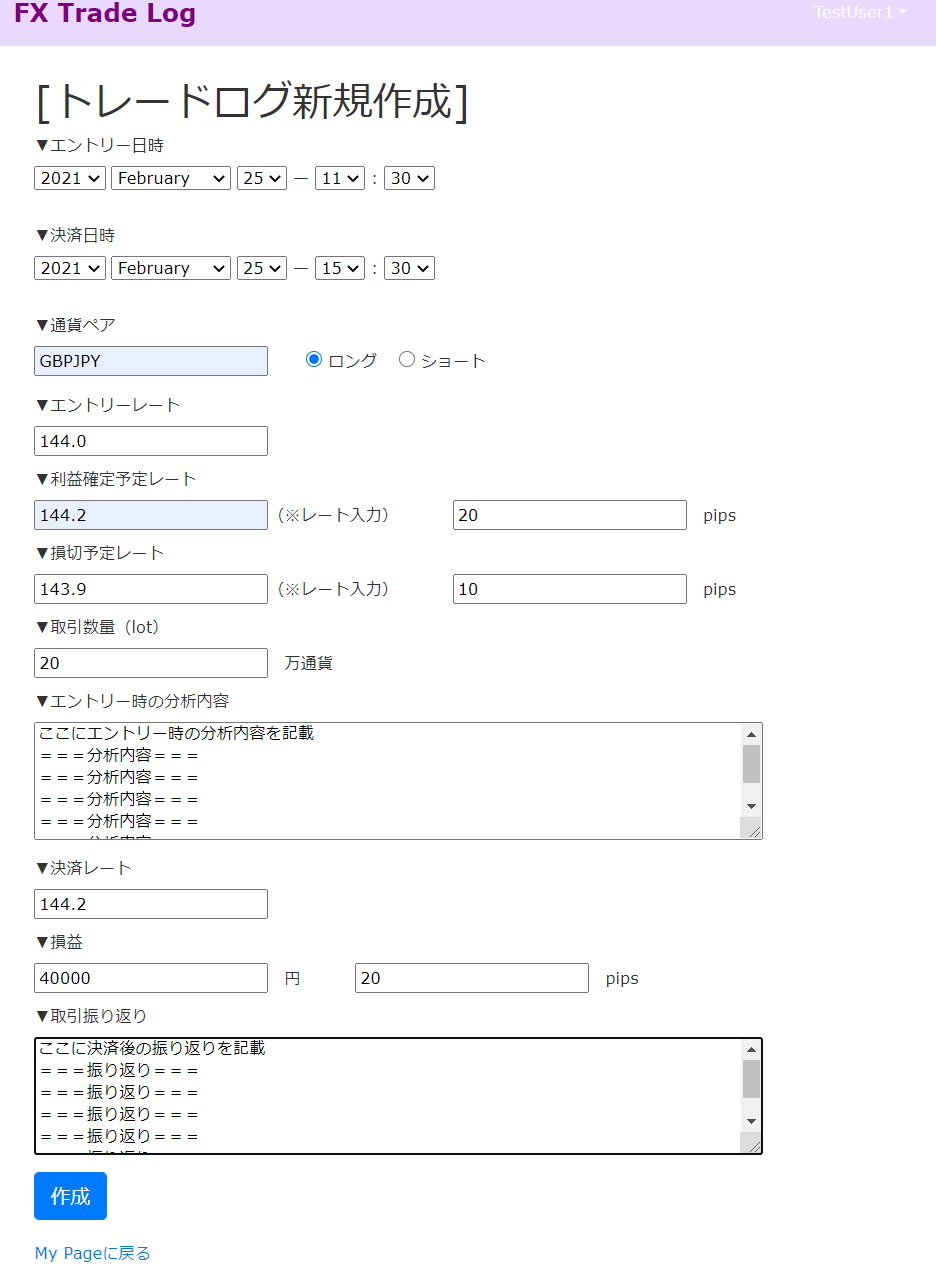 FX Trade Log
TestUser1
[トレードログ新規作成]
▼エントリー日時
2021 February 25 — 11 : 30
▼決済日時
2021 February 25 — 15 : 30
▼通貨ペア
GBPJPY ロング ショート
▼エントリーレート
144.0
▼利益確定予定レート
144.2 (※レート入力) 20 pips
▼損切予定レート
143.9 (※レート入力) 10 pips
▼取引数量（lot）
20 万通貨
▼エントリー時の分析内容
ここにエントリー時の分析内容を記載
＝＝＝分析内容＝＝＝
＝＝＝分析内容＝＝＝
＝＝＝分析内容＝＝＝
＝＝＝分析内容＝＝＝
▼決済レート
144.2
▼損益
40000 円 20 pips
▼取引振り返り
ここに決済後の振り返りを記載
＝＝＝振り返り＝＝＝
＝＝＝振り返り＝＝＝
＝＝＝振り返り＝＝＝
＝＝＝振り返り＝＝＝
作成
My Pageに戻る